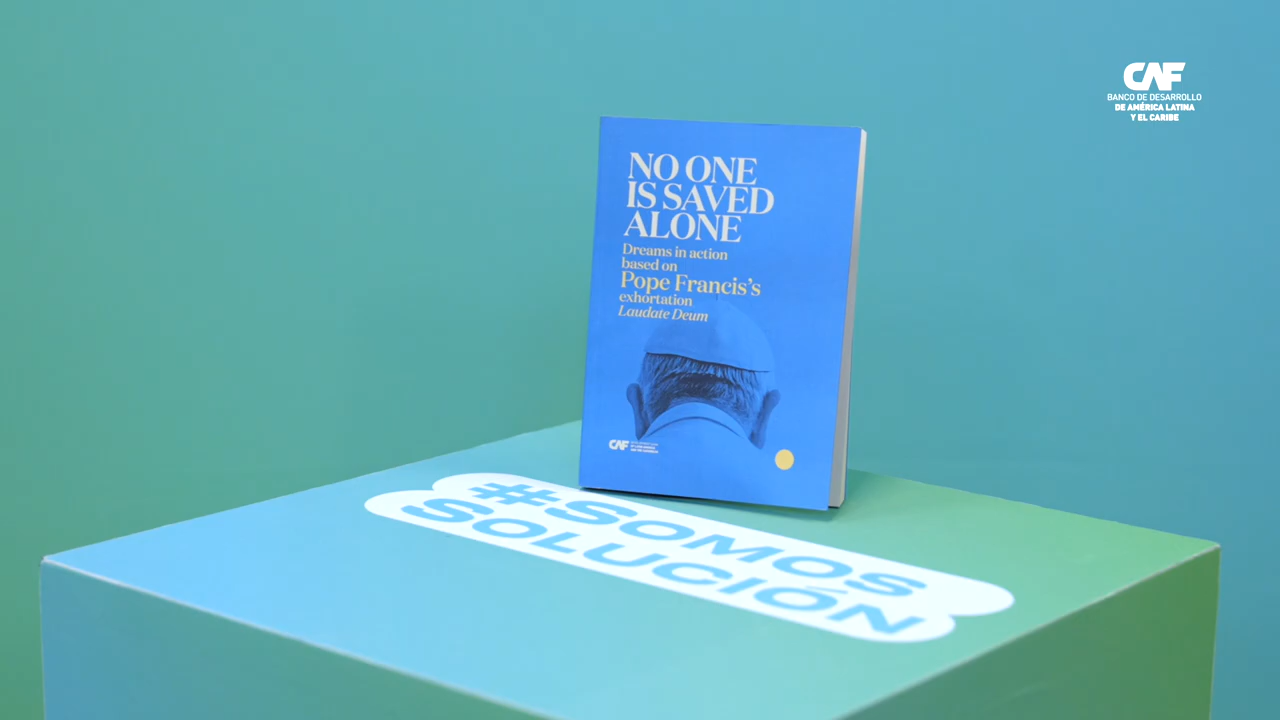 CAF
BANCO DE DESARROLLO
DE AMÉRICA LATINA
Y EL CARIBE
NO ONE
IS SAVED
ALONE
Dreams in action
based on
Pope Francis's
exhortation
Laudate Deum
CAF
#SOMOS
SOLUCIÓN